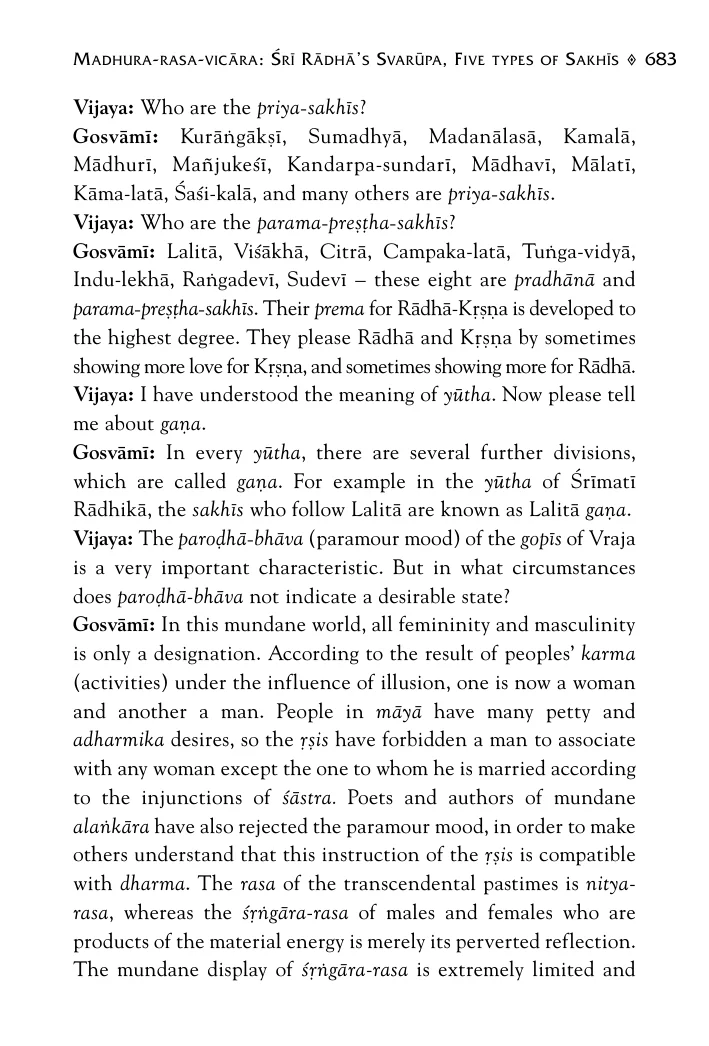 Madhura-rasa-vicāra: Śrī Rādhā's Svarūpa, Five types of Sakhīs ◊ 683
Vijaya: Who are the priya-sakhīs?
Gosvāmī: Kurāṅgākṣī, Sumadhyā, Madanālasā, Kamalā,
Mādhurī, Mañjukeśī, Kandarpa-sundarī, Mādhavī, Mālatī,
Kāma-latā, Śaśi-kalā, and many others are priya-sakhīs.
Vijaya: Who are the parama-preṣṭha-sakhīs?
Gosvāmī: Lalitā, Viśākhā, Citrā, Campaka-latā, Tuṅga-vidyā,
Indu-lekhā, Raṅgadevī, Sudevī – these eight are pradhānā and
parama-preṣṭha-sakhīs. Their prema for Rādhā-Kṛṣṇa is developed to
the highest degree. They please Rādhā and Kṛṣṇa by sometimes
showing more love for Kṛṣṇa, and sometimes showing more for Rādhā.
Vijaya: I have understood the meaning of yūtha. Now please tell
me about gaṇa.
Gosvāmī: In every yūtha, there are several further divisions,
which are called gaṇa. For example in the yūtha of Śrīmatī
Rādhikā, the sakhīs who follow Lalitā are known as Lalitā gaṇa.
Vijaya: The paroḍhā-bhāva (paramour mood) of the gopīs of Vraja
is a very important characteristic. But in what circumstances
does paroḍhā-bhāva not indicate a desirable state?
Gosvāmī: In this mundane world, all femininity and masculinity
is only a designation. According to the result of peoples' karma
(activities) under the influence of illusion, one is now a woman
and another a man. People in māyā have many petty and
adharmika desires, so the ṛṣis have forbidden a man to associate
with any woman except the one to whom he is married according
to the injunctions of śāstra. Poets and authors of mundane
alaṅkāra have also rejected the paramour mood, in order to make
others understand that this instruction of the ṛṣis is compatible
with dharma. The rasa of the transcendental pastimes is nitya-
rasa, whereas the śṛṅgāra-rasa of males and females who are
products of the material energy is merely its perverted reflection.
The mundane display of śṛṅgāra-rasa is extremely limited and